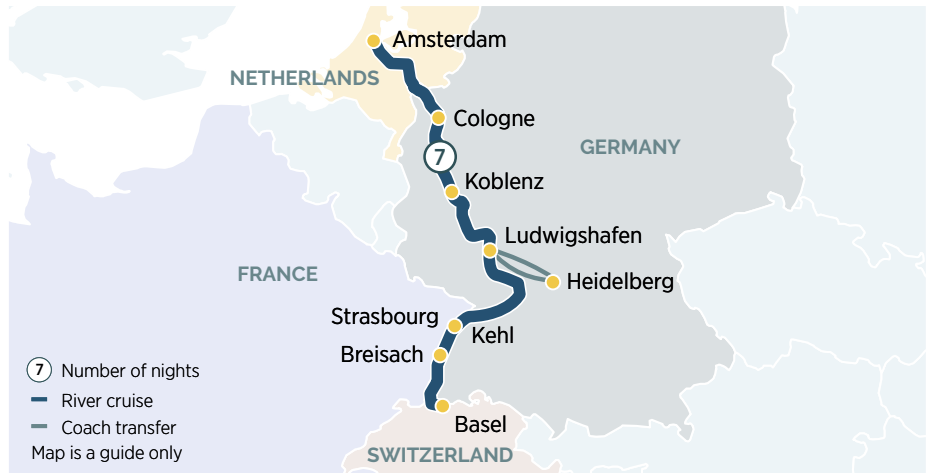 Amsterdam
NETHERLANDS
Cologne
GERMANY
7
Koblenz
Ludwigshafen
FRANCE
Heidelberg
Strasbourg
Kehl
Breisach
7 Number of nights
River cruise
Coach transfer
Map is a guide only
Basel
SWITZERLAND